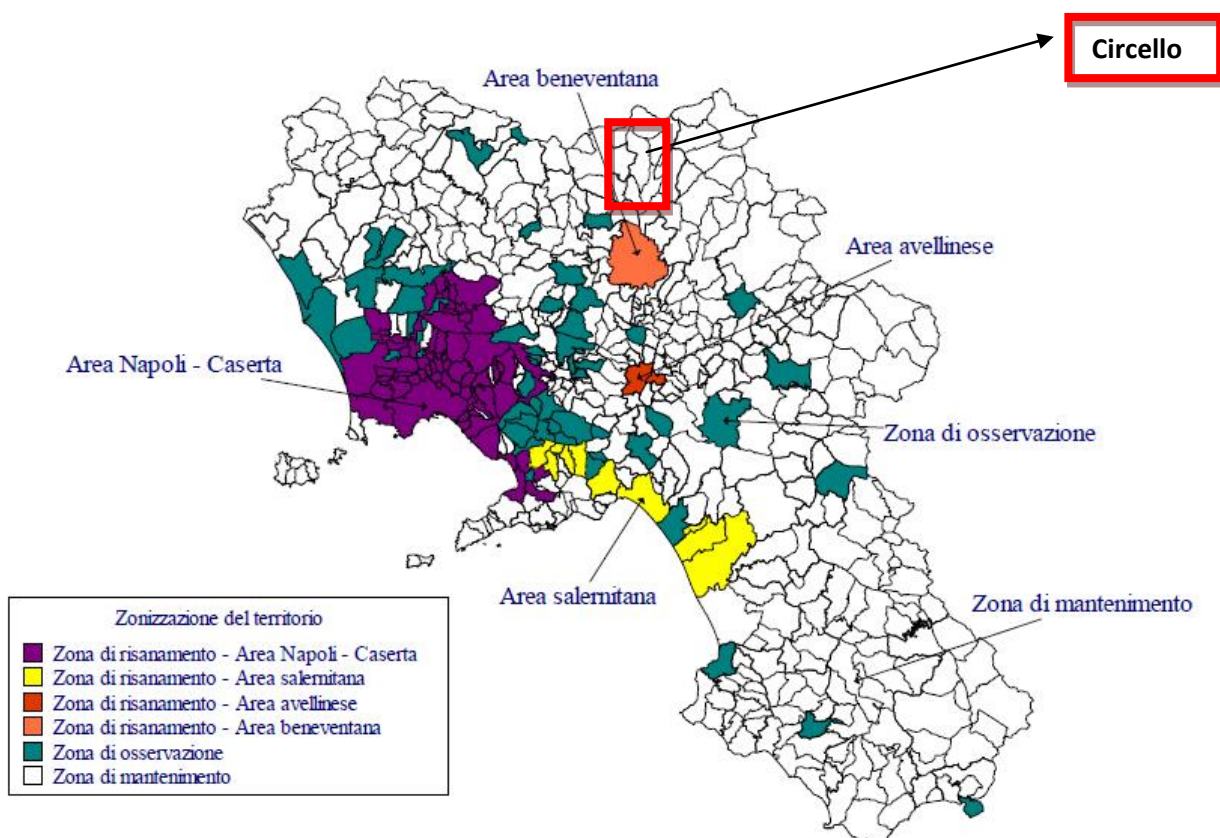 Circello
Area beneventana
Area avellinese
Area Napoli - Caserta
Zona di osservazione
Area salernitana
Zona di mantenimento
Zonizzazione del territorio
Zona di risanamento - Area Napoli - Caserta
Zona di risanamento - Area salernitana
Zona di risanamento - Area avellinese
Zona di risanamento - Area beneventana
Zona di osservazione
Zona di mantenimento